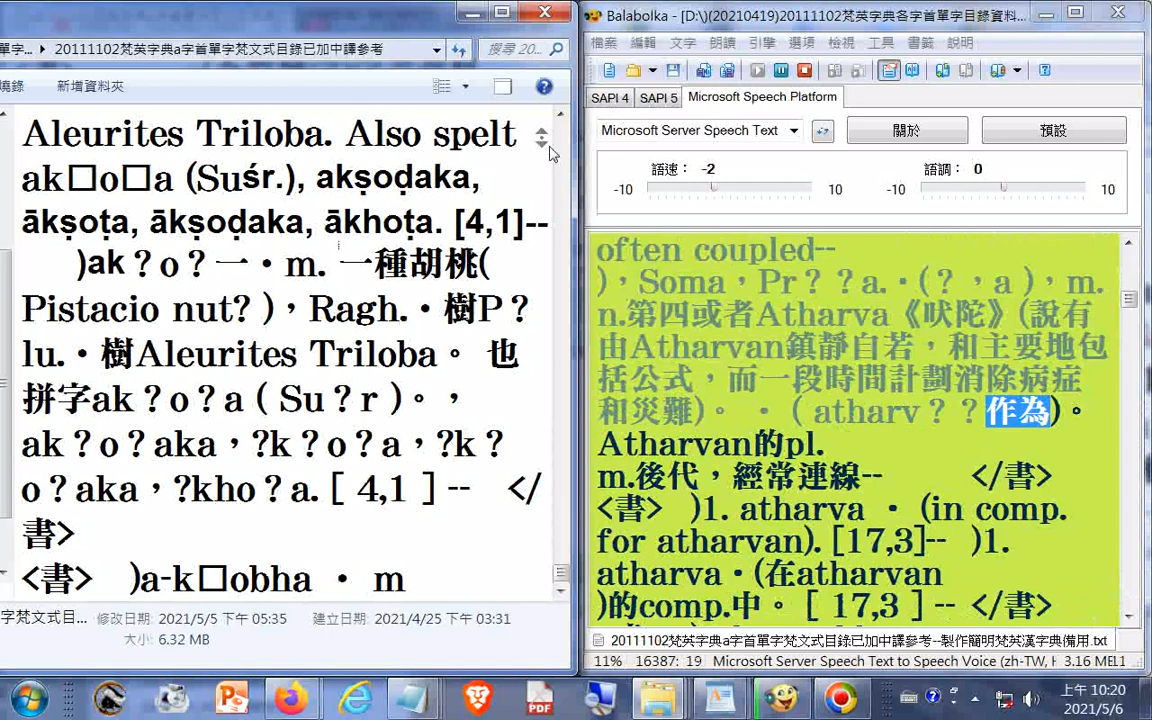 單字... ▸ 20111102梵英字典a字首單字梵文式目錄已加中譯參考
搜尋 20...
燒錄 新增資料夾
Aleurites Triloba. Also spelt
ak□o□a (Suśr.), akṣoḍaka,
ākṣoṭa, ākṣoḍaka, ākhoṭa. [4,1]--
)ak？o？一・m. 一種胡桃(
Pistacio nut? )，Ragh.・樹P？
lu.・樹Aleurites Triloba。 也
拼字ak？o？a ( Su？r )。，
ak？o？aka，?k？o？a，?k？
o？aka，?kho？a. [ 4,1 ] -- </
書>
<書> )a-k□obha ・ m
字梵文式目... 修改日期: 2021/5/5 下午 05:35 建立日期: 2021/4/25 下午 03:31
大小: 6.32 MB
Balabolka - [D:\)(20210419)20111102梵英字典各字首單字目錄資料...
檔案 編輯 文字 朗讀 引擎 選項 檢視 工具 書籤 說明
SAPI 4 SAPI 5 Microsoft Speech Platform
Microsoft Server Speech Text 關於 預設
語速： -2 語調： 0
-10 10 -10 10
often coupled--
)，Soma，Pr？？a.・(？，a )，m.
n.第四或者Atharva《吠陀》(說有
由Atharvan鎮靜自若，和主要地包
括公式，而一段時間計劃消除病症
和災難)。 ・ ( atharv？？作為)。
Atharvan的pl.
m.後代，經常連線-- </書>
<書> )1. atharva ・ (in comp.
for atharvan). [17,3]-- )1.
atharva・(在atharvan
)的comp.中。 [ 17,3 ] -- </書>
20111102梵英字典a字首單字梵文式目錄已加中譯參考--製作簡明梵英漢字典備用.txt
11% 16387: 19 Microsoft Server Speech Text to Speech Voice (zh-TW, H 3.16 MB
PDF
上午 10:20
2021/5/6